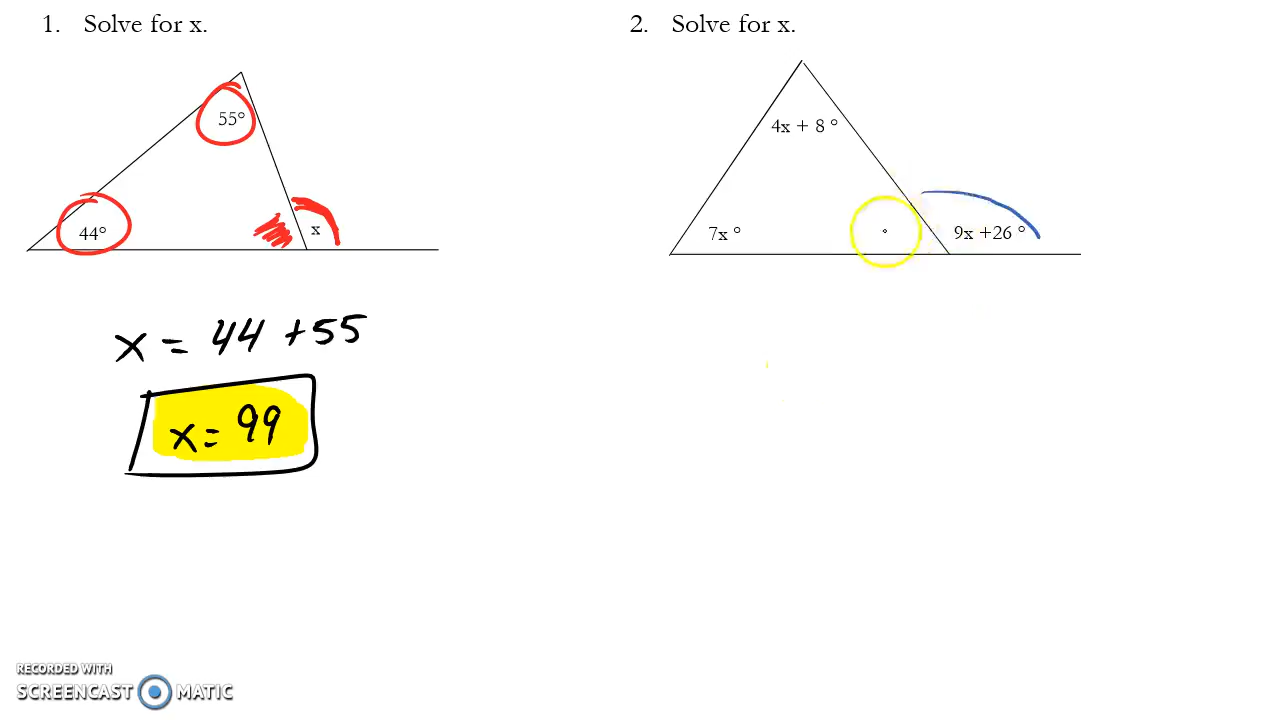 1. Solve for x.
55°
44°
x
x = 44 + 55
x = 99
2. Solve for x.
4x + 8 °
7x °
9x +26 °
RECORDED WITH
SCREENCAST MATIC